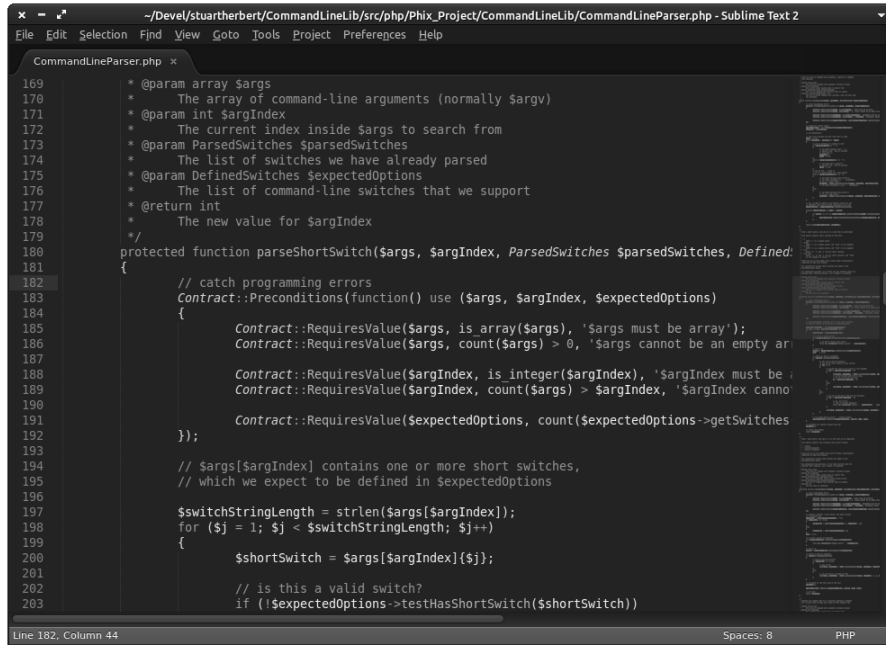 ~/Devel/stuartherbert/CommandLineLib/src/php/Phix_Project/CommandLineLib/CommandLineParser.php - Sublime Text 2
File Edit Selection Find View Goto Tools Project Preferences Help
CommandLineParser.php ×
169 * @param array $args
170 * The array of command-line arguments (normally $argv)
171 * @param int $argIndex
172 * The current index inside $args to search from
173 * @param ParsedSwitches $parsedSwitches
174 * The list of switches we have already parsed
175 * @param DefinedSwitches $expectedOptions
176 * The list of command-line switches that we support
177 * @return int
178 * The new value for $argIndex
179 */
180 protected function parseShortSwitch($args, $argIndex, ParsedSwitches $parsedSwitches, Defined
181 {
182 // catch programming errors
183 Contract::Preconditions(function() use ($args, $argIndex, $expectedOptions)
184 {
185 Contract::RequiresValue($args, is_array($args), '$args must be array');
186 Contract::RequiresValue($args, count($args) > 0, '$args cannot be an empty ar
187
188 Contract::RequiresValue($argIndex, is_integer($argIndex), '$argIndex must be
189 Contract::RequiresValue($argIndex, count($args) > $argIndex, '$argIndex canno
190
191 Contract::RequiresValue($expectedOptions, count($expectedOptions->getSwitches
192 });
193
194 // $args[$argIndex] contains one or more short switches,
195 // which we expect to be defined in $expectedOptions
196
197 $switchStringLength = strlen($args[$argIndex]);
198 for ($j = 1; $j < $switchStringLength; $j++)
199 {
200 $shortSwitch = $args[$argIndex]{$j};
201
202 // is this a valid switch?
203 if (!$expectedOptions->testHasShortSwitch($shortSwitch))
Line 182, Column 44 Spaces: 8 PHP